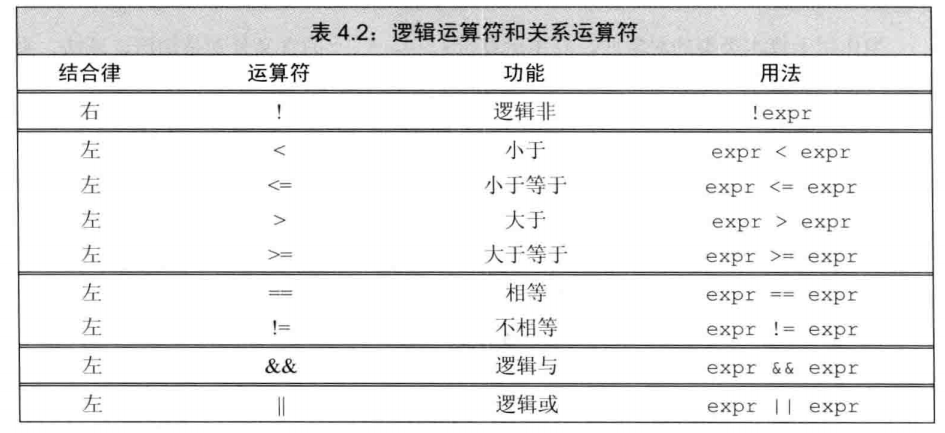 表 4.2：逻辑运算符和关系运算符
结合律 运算符 功能 用法
右 ! 逻辑非 !expr
左 < 小于 expr < expr
左 <= 小于等于 expr <= expr
左 > 大于 expr > expr
左 >= 大于等于 expr >= expr
左 == 相等 expr == expr
左 != 不相等 expr != expr
左 && 逻辑与 expr && expr
左 || 逻辑或 expr || expr